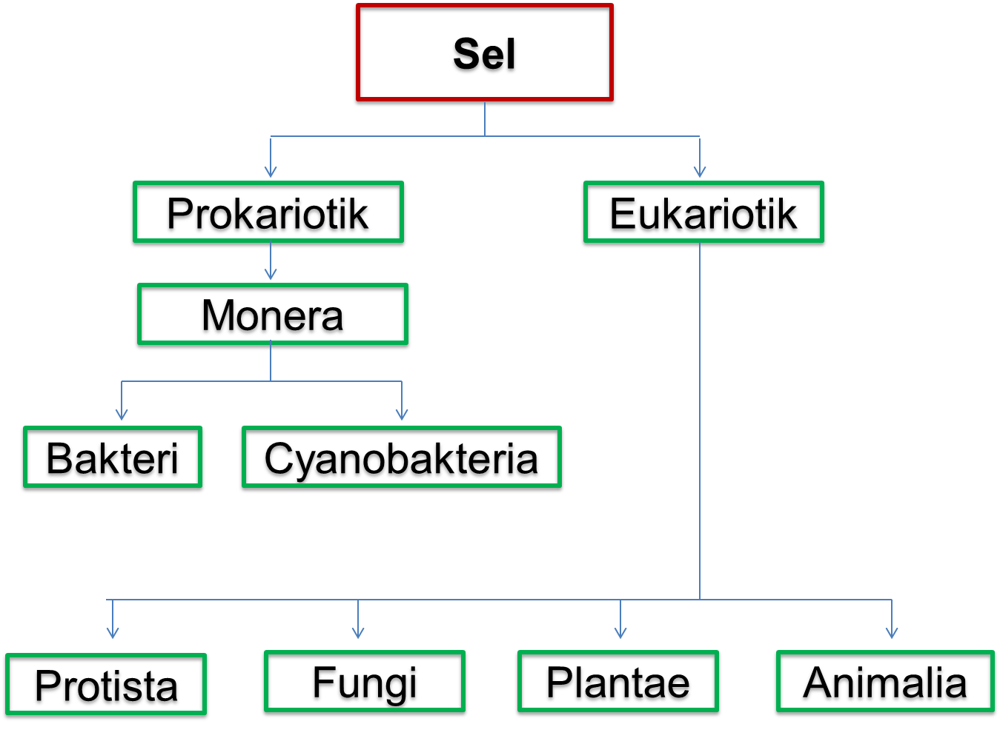 Sel
Prokariotik
Eukariotik
Monera
Bakteri
Cyanobakteria
Protista
Fungi
Plantae
Animalia